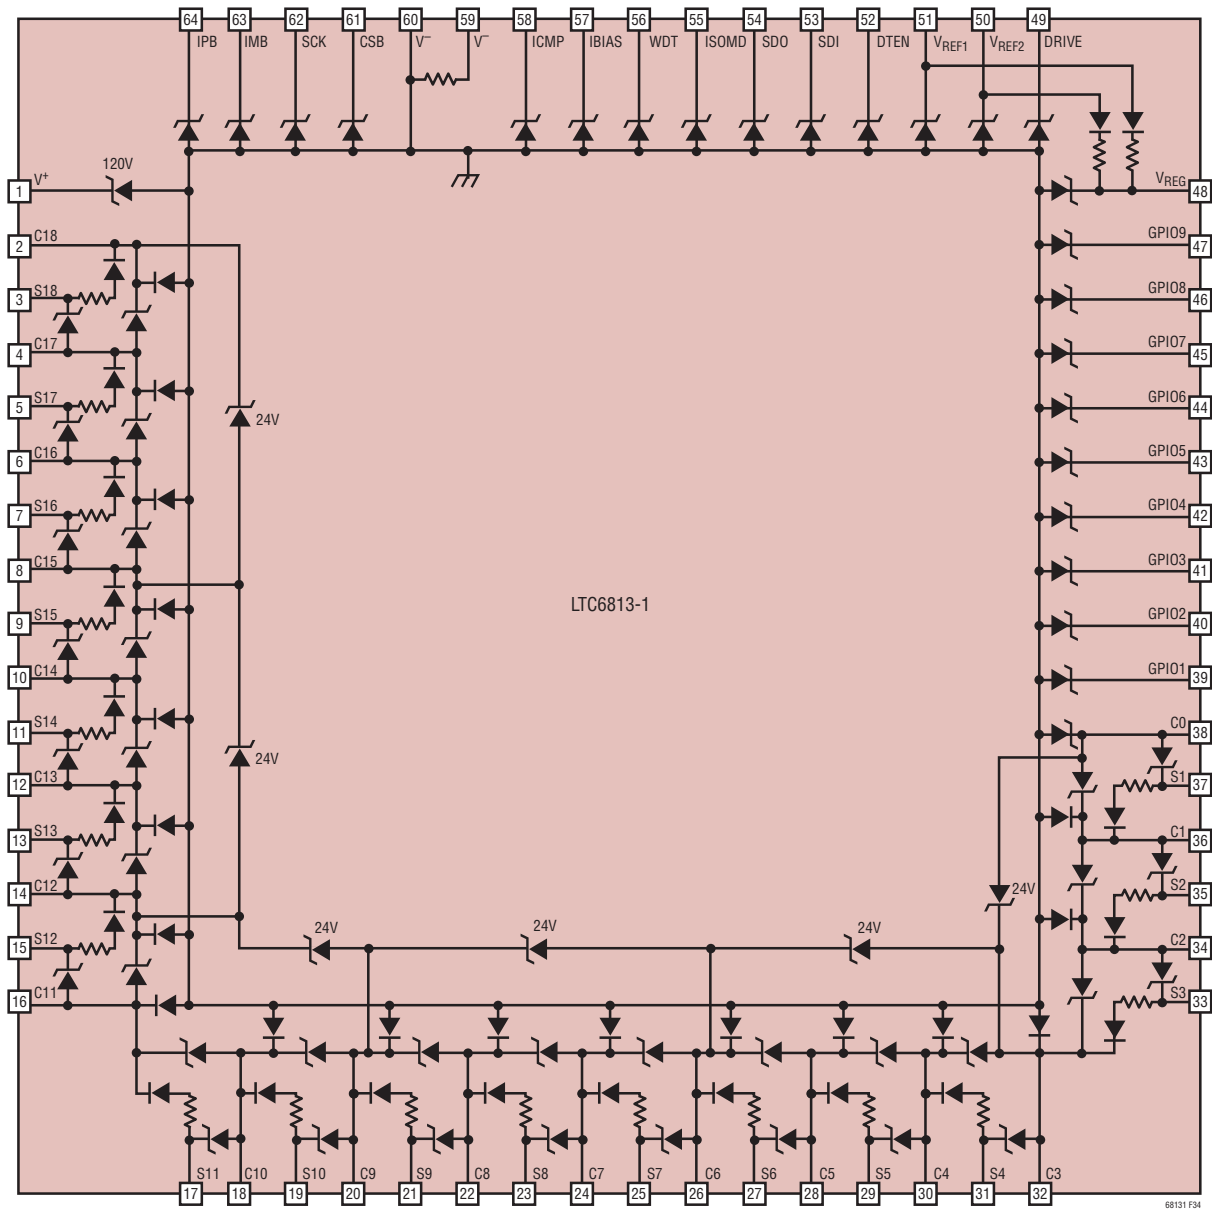 64 63 62 61 60 59 58 57 56 55 54 53 52 51 50 49
IPB IMB SCK CSB V– V– ICMP IBIAS WDT ISOMD SDO SDI DTEN VREF1 VREF2 DRIVE
120V
1 V+
VREG 48
2 C18
GPIO9 47
3 S18
GPIO8 46
4 C17
GPIO7 45
5 S17
24V
GPIO6 44
6 C16
GPIO5 43
7 S16
GPIO4 42
8 C15
GPIO3 41
LTC6813-1
9 S15
GPIO2 40
10 C14
GPIO1 39
11 S14
C0 38
24V
12 C13
S1 37
13 S13
C1 36
14 C12
24V
S2 35
24V 24V 24V
15 S12
C2 34
16 C11
S3 33
S11 C10 S10 C9 S9 C8 S8 C7 S7 C6 S6 C5 S5 C4 S4 C3
17 18 19 20 21 22 23 24 25 26 27 28 29 30 31 32
68131 F34